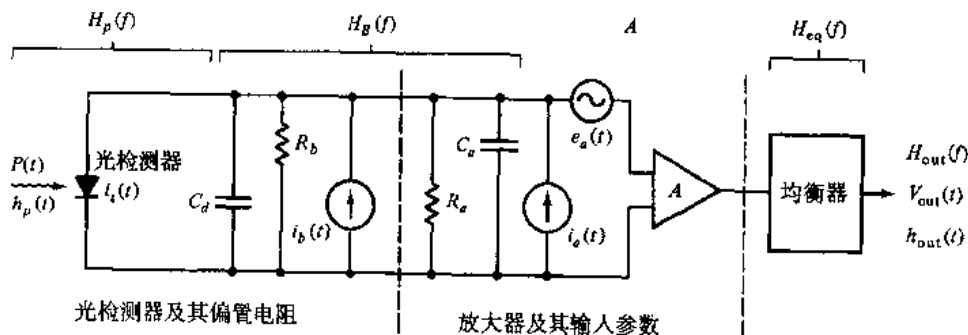 H_p(f)
H_B(f)
A
H_eq(f)
P(t)
h_p(t)
光检测器
i_s(t)
C_d
R_b
i_b(t)
R_a
C_a
i_a(t)
e_a(t)
A
均衡器
H_out(f)
V_out(t)
h_out(t)
光检测器及其偏管电阻
放大器及其输人参数